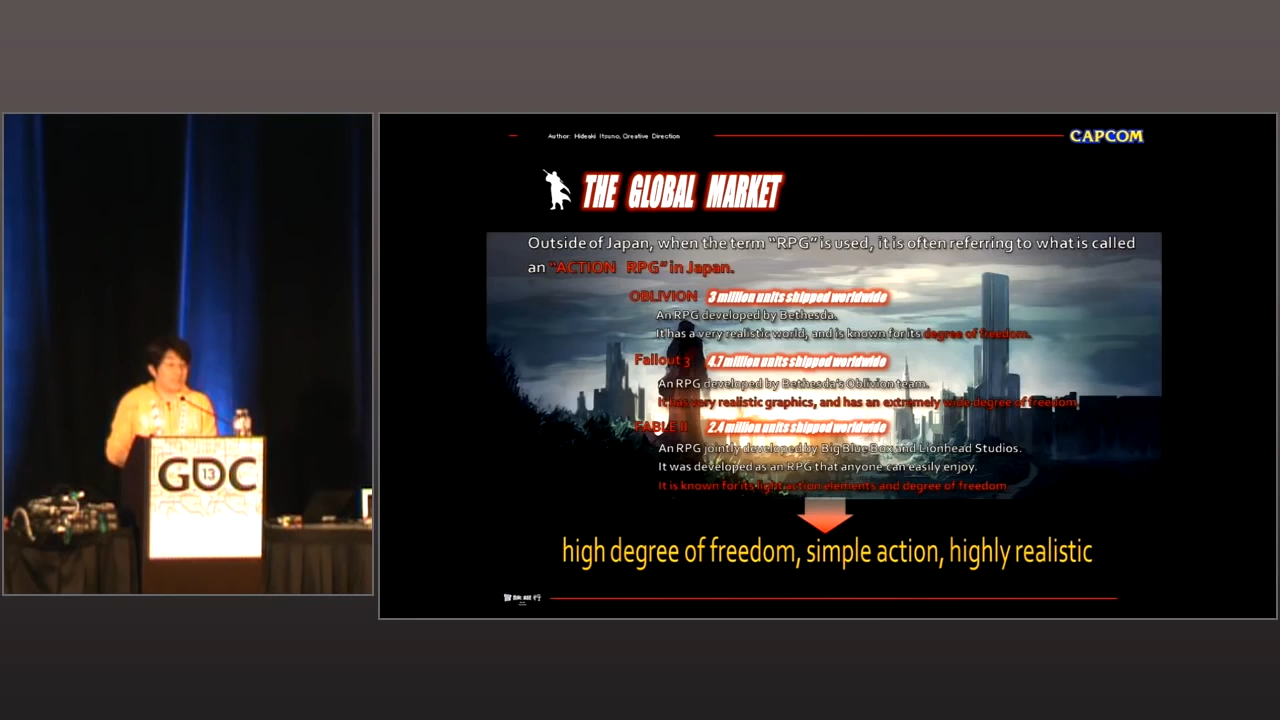 Author: Hideaki Itsuno, Creative Direction
CAPCOM
THE GLOBAL MARKET
Outside of Japan, when the term "RPG" is used, it is often referring to what is called
an "ACTION RPG" in Japan.
OBLIVION 3 million units shipped worldwide
An RPG developed by Bethesda.
It has a very realistic world, and is known for its degree of freedom.
Fallout 3 4.7 million units shipped worldwide
An RPG developed by Bethesda's Oblivion team.
It has very realistic graphics, and has an extremely wide degree of freedom.
FABLE II 2.4 million units shipped worldwide
An RPG jointly developed by Big Blue Box and Lionhead Studios.
It was developed as an RPG that anyone can easily enjoy.
It is known for its light action elements and degree of freedom
high degree of freedom, simple action, highly realistic
GDC
13